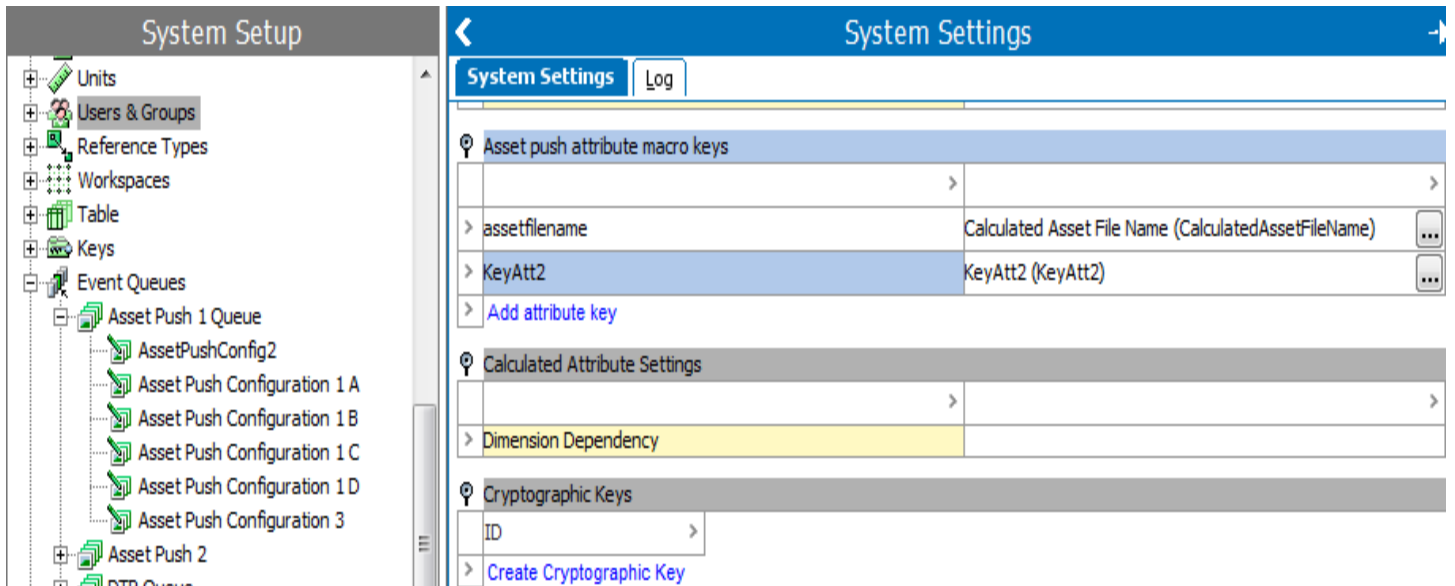 System Setup
Units
Users & Groups
Reference Types
Workspaces
Table
Keys
Event Queues
Asset Push 1 Queue
AssetPushConfig2
Asset Push Configuration 1 A
Asset Push Configuration 1 B
Asset Push Configuration 1 C
Asset Push Configuration 1 D
Asset Push Configuration 3
Asset Push 2
DTP Queue
System Settings
System Settings
Log
Asset push attribute macro keys
> >
> assetfilename Calculated Asset File Name (CalculatedAssetFileName) ...
> KeyAtt2 KeyAtt2 (KeyAtt2) ...
> Add attribute key
Calculated Attribute Settings
> >
> Dimension Dependency
Cryptographic Keys
ID >
> Create Cryptographic Key